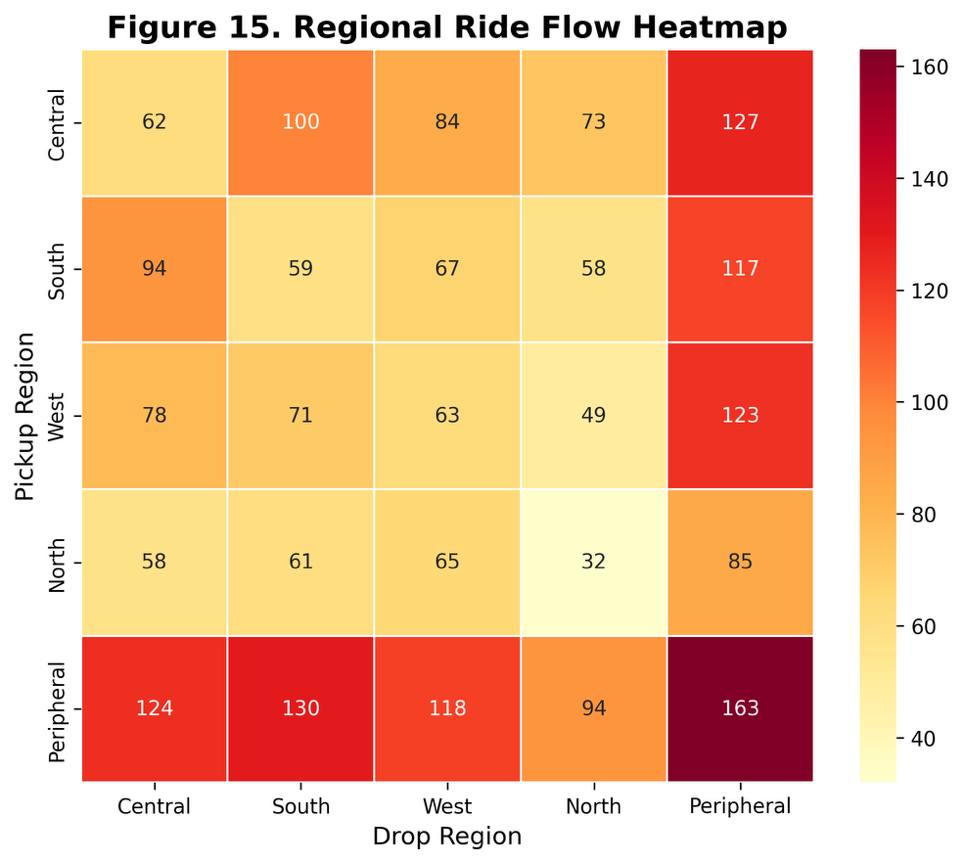 Figure 15. Regional Ride Flow Heatmap
Pickup Region
Central
62 100 84 73 127
South
94 59 67 58 117
West
78 71 63 49 123
North
58 61 65 32 85
Peripheral
124 130 118 94 163
Central South West North Peripheral
Drop Region
160
140
120
100
80
60
40